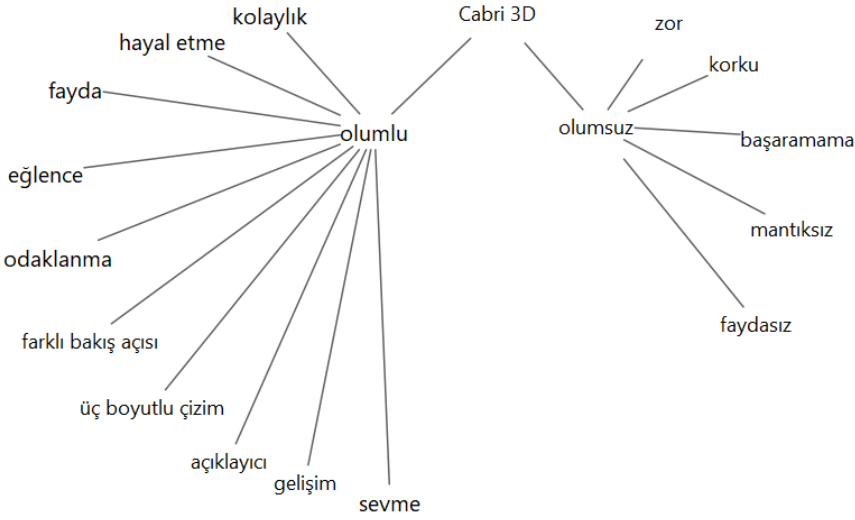 Cabri 3D
kolaylık
zor
hayal etme
korku
fayda
olumlu
olumsuz
başaramama
eğlence
mantıksız
odaklanma
farklı bakış açısı
faydasız
üç boyutlu çizim
açıklayıcı
gelişim
sevme